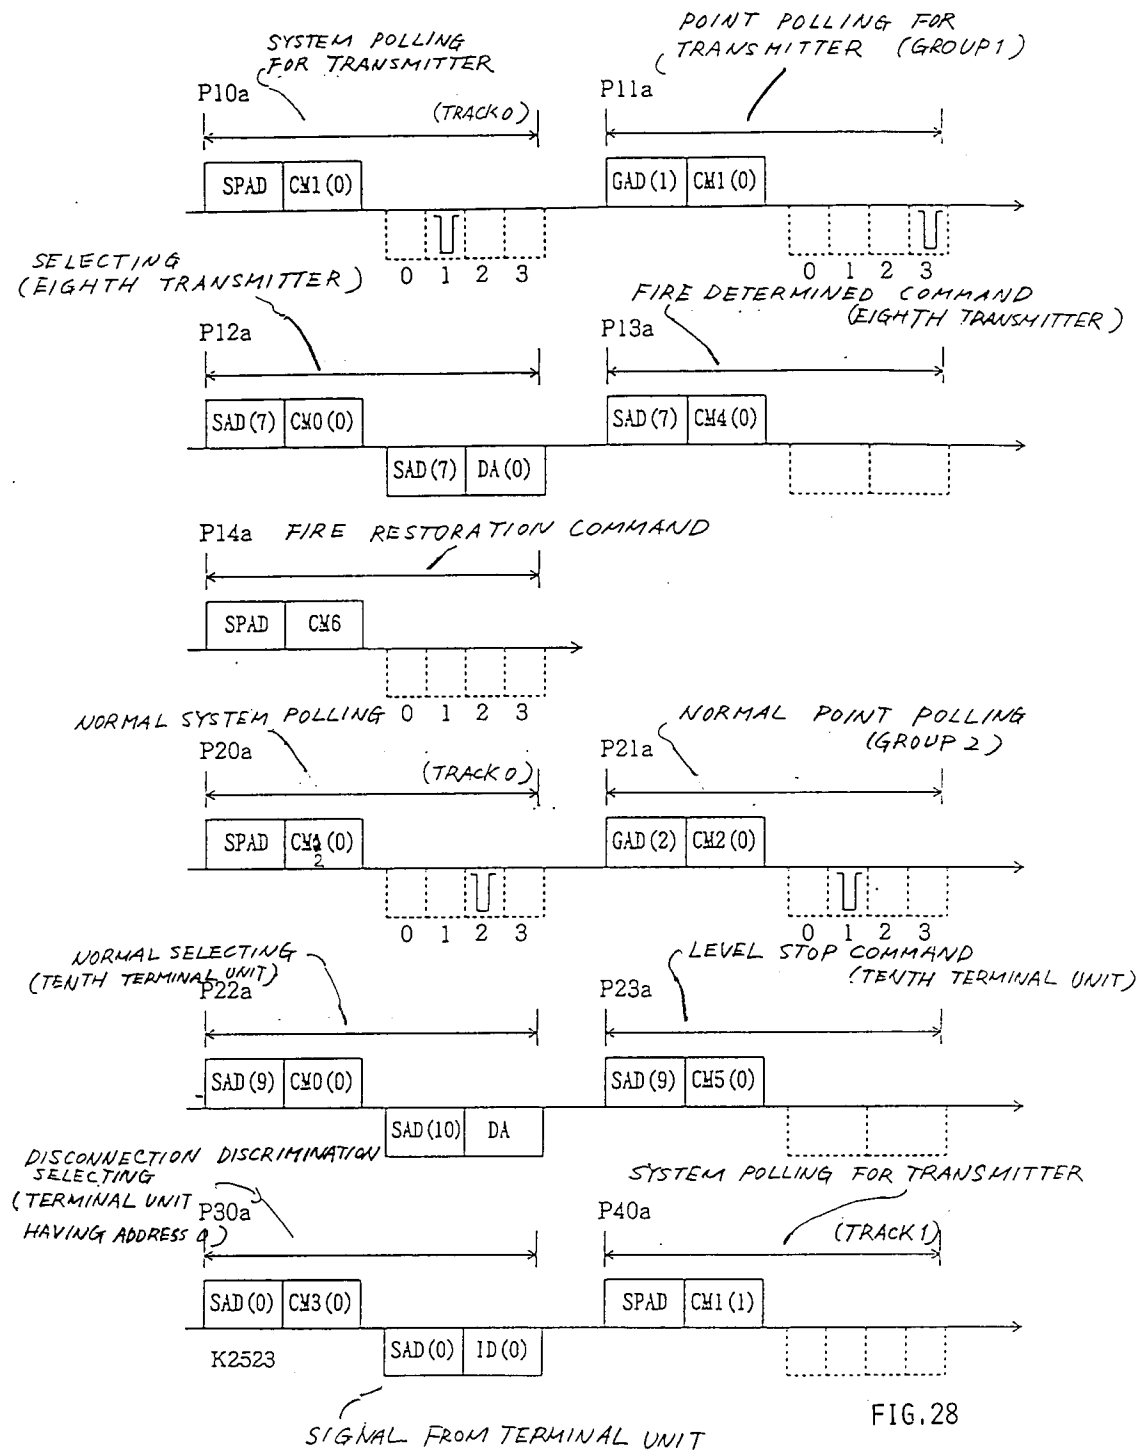 SYSTEM POLLING
FOR TRANSMITTER
POINT POLLING FOR
TRANSMITTER (GROUP1)
P10a
(TRACK 0)
P11a
SPAD CM1(0)
GAD(1) CM1(0)
0 1 2 3
0 1 2 3
SELECTING
(EIGHTH TRANSMITTER)
FIRE DETERMINED COMMAND
(EIGHTH TRANSMITTER)
P12a
P13a
SAD(7) CM0(0)
SAD(7) CM4(0)
SAD(7) DA(0)
P14a FIRE RESTORATION COMMAND
SPAD CM6
0 1 2 3
NORMAL SYSTEM POLLING
NORMAL POINT POLLING
(GROUP 2)
P20a
(TRACK 0)
P21a
SPAD CM2(0)
GAD(2) CM2(0)
0 1 2 3
0 1 2 3
NORMAL SELECTING
(TENTH TERMINAL UNIT)
LEVEL STOP COMMAND
(TENTH TERMINAL UNIT)
P22a
P23a
SAD(9) CM0(0)
SAD(9) CM5(0)
SAD(10) DA
DISCONNECTION DISCRIMINATION
SELECTING
(TERMINAL UNIT
HAVING ADDRESS 0)
SYSTEM POLLING FOR TRANSMITTER
P30a
P40a
(TRACK 1)
SAD(0) CM3(0)
SPAD CM1(1)
SAD(0) ID(0)
K2523
SIGNAL FROM TERMINAL UNIT
FIG.28